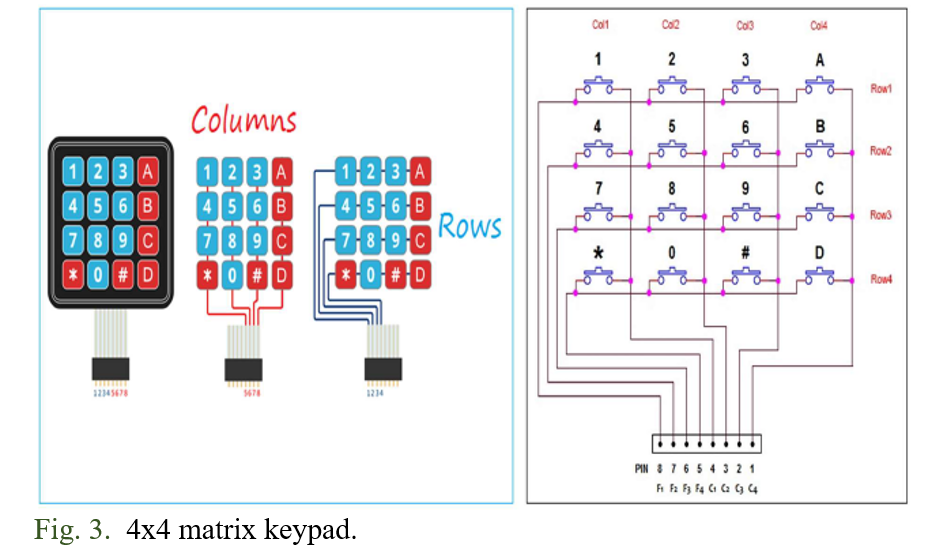 Columns
1 2 3 A
4 5 6 B
7 8 9 C
* 0 # D
12345678
1 2 3 A
4 5 6 B
7 8 9 C
* 0 # D
5678
1 2 3 A
4 5 6 B
7 8 9 C
* 0 # D
1234
Rows
Col1 Col2 Col3 Col4
1 2 3 A
Row1
4 5 6 B
Row2
7 8 9 C
Row3
* 0 # D
Row4
PIN 8 7 6 5 4 3 2 1
F1 F2 F3 F4 C1 C2 C3 C4
Fig. 3. 4x4 matrix keypad.